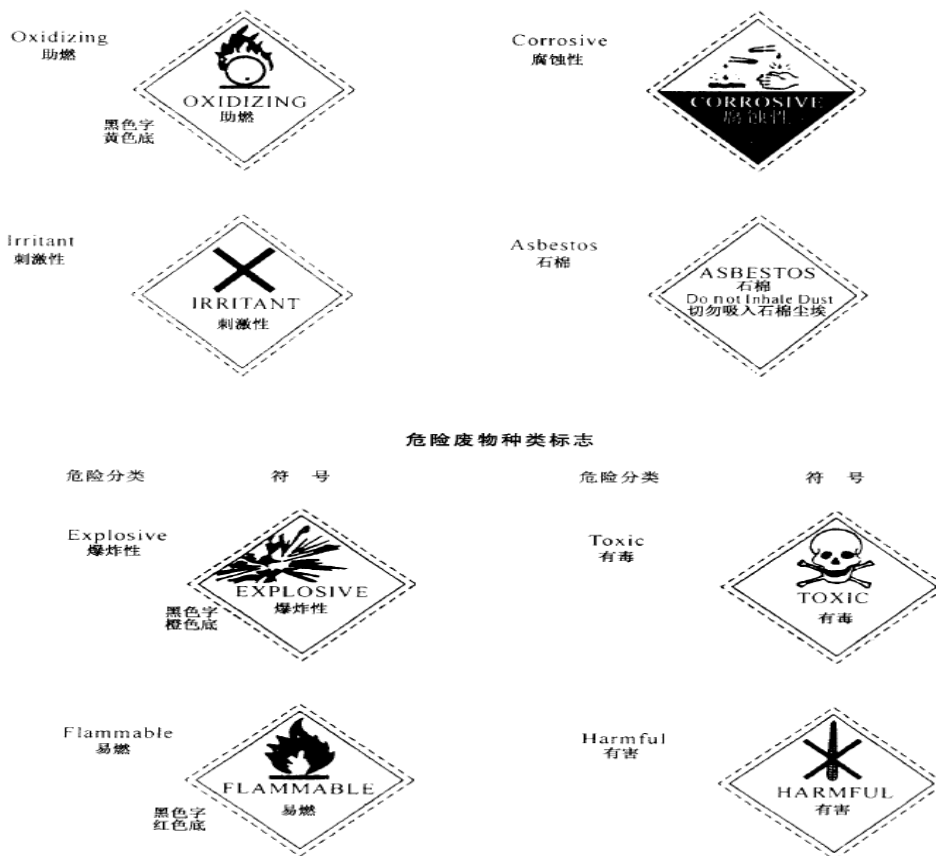 Oxidizing
助燃
OXIDIZING
助燃
黑色字
黄色底
Corrosive
腐蚀性
CORROSIVE
腐蚀性
Irritant
刺激性
IRRITANT
刺激性
Asbestos
石棉
ASBESTOS
石棉
Do not Inhale Dust
切勿吸入石棉尘埃
危险废物种类标志
危险分类 符 号 危险分类 符 号
Explosive
爆炸性
EXPLOSIVE
爆炸性
黑色字
橙色底
Toxic
有毒
TOXIC
有毒
Flammable
易燃
FLAMMABLE
易燃
黑色字
红色底
Harmful
有害
HARMFUL
有害